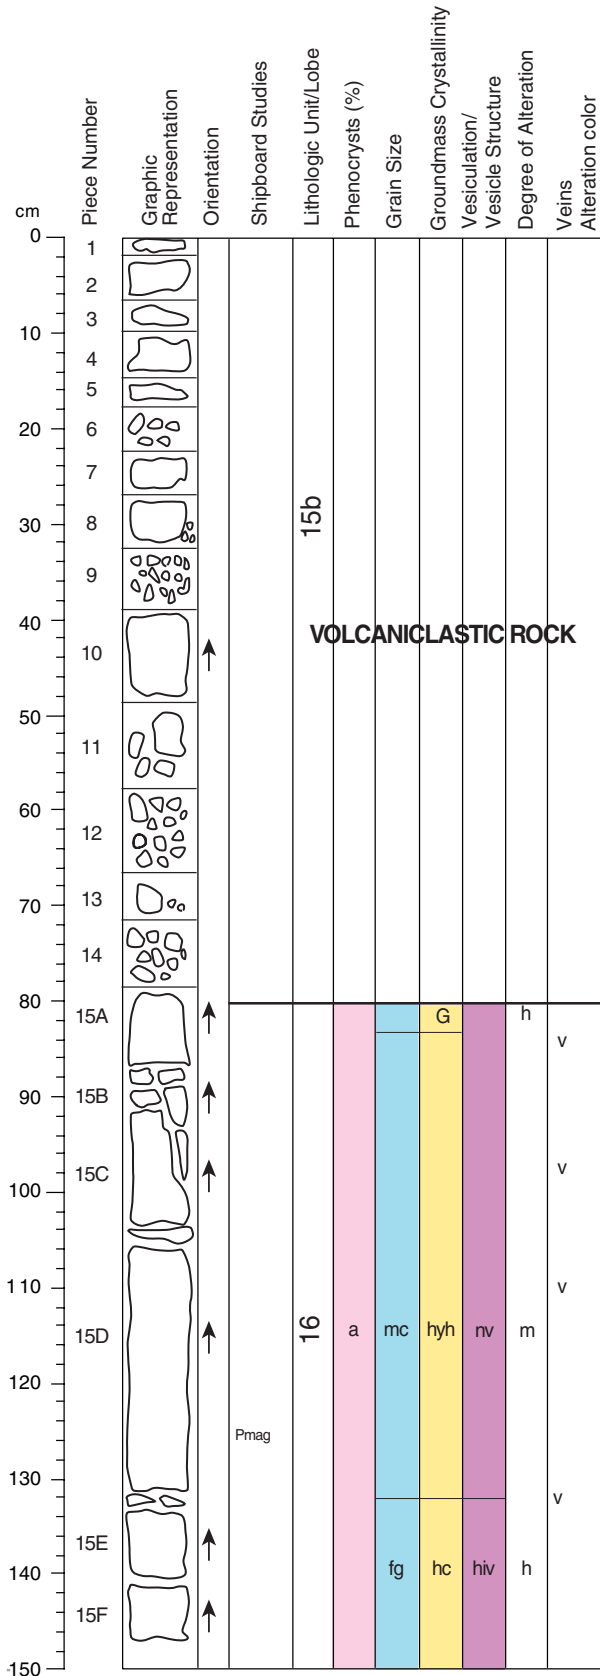 cm
Piece Number
Graphic
Representation
Orientation
Shipboard Studies
Lithologic Unit/Lobe
Phenocrysts (%)
Grain Size
Groundmass Crystallinity
Vesiculation/
Vesicle Structure
Degree of Alteration
Veins
Alteration color
0
1
2
3
10
4
5
20
6
7
15b
30
8
9
40
VOLCANICLASTIC ROCK
10
50
11
60
12
13
70
14
80
15A
G
h
v
90
15B
15C
v
100
110
v
15D
16
a
mc
hyh
nv
m
120
Pmag
130
v
15E
140
fg
hc
hiv
h
15F
150